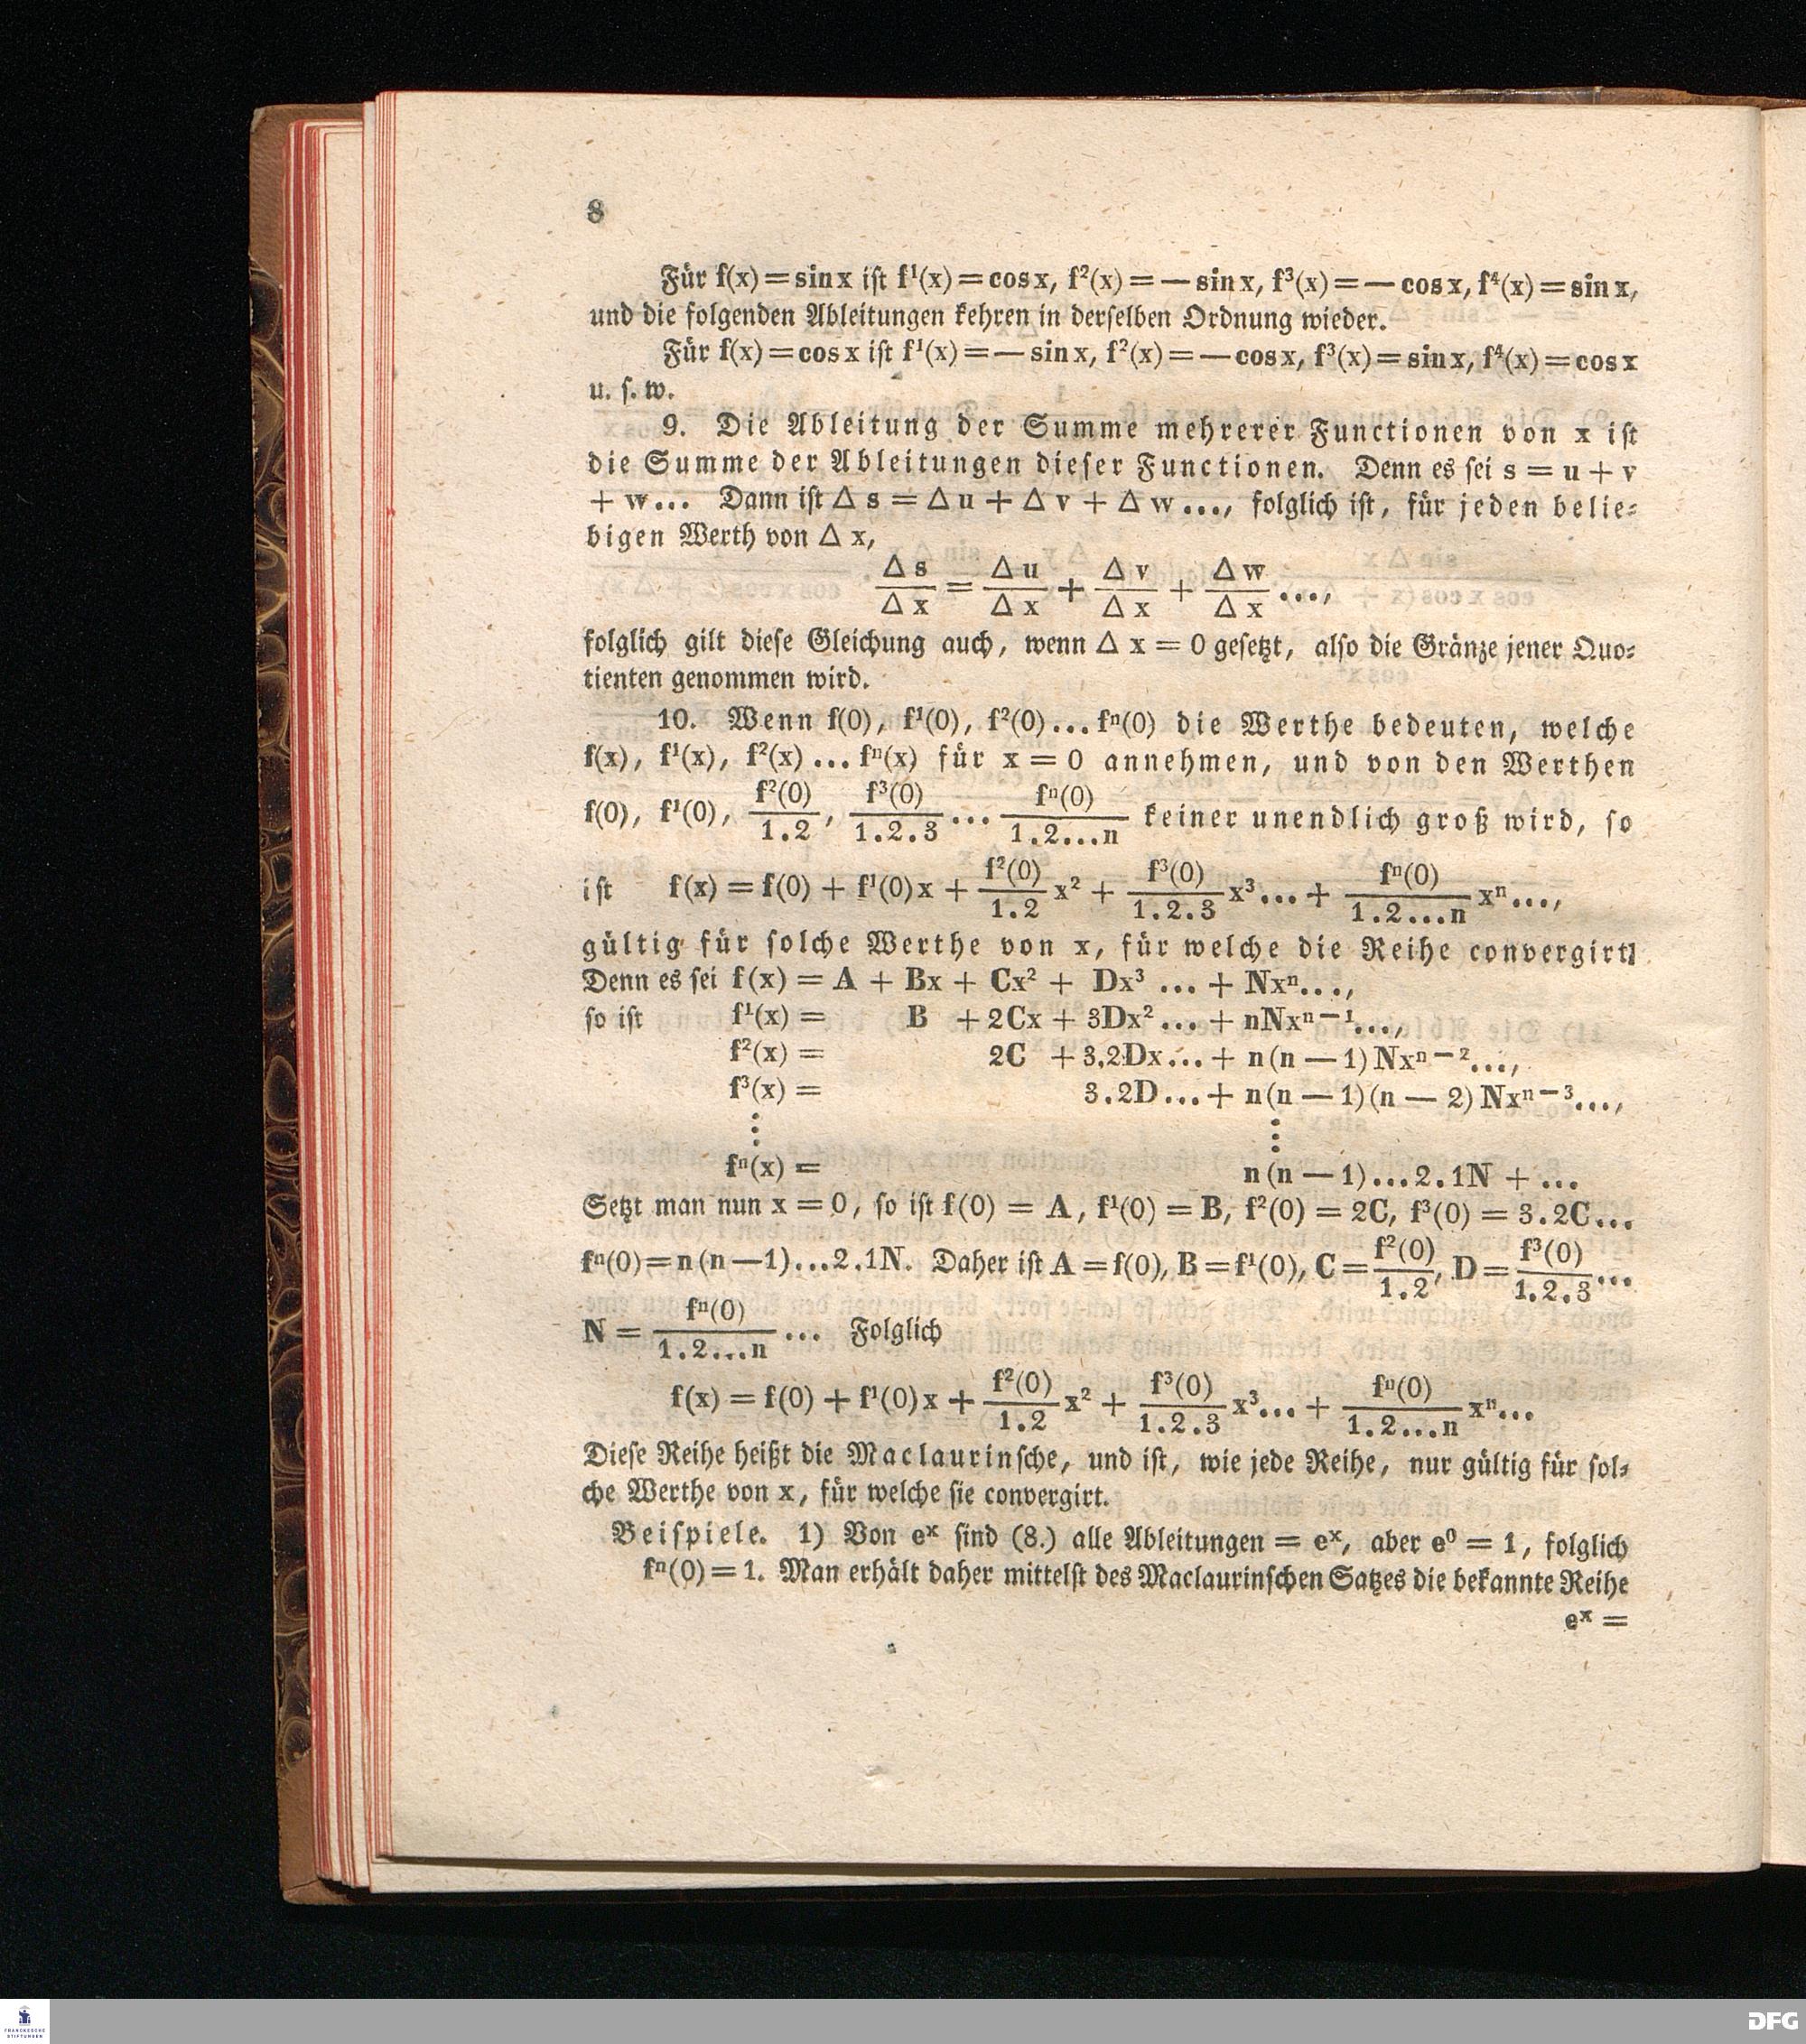 8
Für f(x) = sin x iſt f¹(x) = cos x, f²(x) = — sin x, f³(x) = — cos x, f⁴(x) = sin x,
und die folgenden Ableitungen kehren in derſelben Ordnung wieder.
Für f(x) = cos x iſt f¹(x) = — sin x, f²(x) = — cos x, f³(x) = sin x, f⁴(x) = cos x
u. ſ. w.
9. Die Ableitung der Summe mehrerer Functionen von x iſt
die Summe der Ableitungen dieſer Functionen. Denn es ſei s = u + v
+ w... Dann iſt Δ s = Δ u + Δ v + Δ w ..., folglich iſt, für jeden belie-
bigen Werth von Δ x,
Δ s/Δ x = Δ u/Δ x + Δ v/Δ x + Δ w/Δ x ...,
folglich gilt dieſe Gleichung auch, wenn Δ x = 0 geſetzt, alſo die Gränze jener Quo-
tienten genommen wird.
10. Wenn f(0), f¹(0), f²(0)...fⁿ(0) die Werthe bedeuten, welche
f(x), f¹(x), f²(x)...fⁿ(x) für x = 0 annehmen, und von den Werthen
f(0), f¹(0), f²(0)/1.2, f³(0)/1.2.3 ... fⁿ(0)/1.2...n keiner unendlich groß wird, ſo
iſt f(x) = f(0) + f¹(0)x + f²(0)/1.2 x² + f³(0)/1.2.3 x³... + fⁿ(0)/1.2...n xⁿ...,
gültig für ſolche Werthe von x, für welche die Reihe convergirt.
Denn es ſei f(x) = A + Bx + Cx² + Dx³ ... + Nxⁿ...,
ſo iſt f¹(x) = B + 2Cx + 3Dx²... + nNxⁿ⁻¹...,
f²(x) = 2C + 3.2Dx... + n(n — 1)Nxⁿ⁻²...,
f³(x) = 3.2D... + n(n — 1)(n — 2)Nxⁿ⁻³...,
⋮ ⋮
fⁿ(x) = n(n — 1)...2.1N + ...
Setzt man nun x = 0, ſo iſt f(0) = A, f¹(0) = B, f²(0) = 2C, f³(0) = 3.2C...
fⁿ(0) = n(n — 1)...2.1N. Daher iſt A = f(0), B = f¹(0), C = f²(0)/1.2, D = f³(0)/1.2.3...
N = fⁿ(0)/1.2...n ... Folglich
f(x) = f(0) + f¹(0)x + f²(0)/1.2 x² + f³(0)/1.2.3 x³... + fⁿ(0)/1.2...n xⁿ...
Dieſe Reihe heißt die Maclaurinſche, und iſt, wie jede Reihe, nur gültig für ſol-
che Werthe von x, für welche ſie convergirt.
Beiſpiele. 1) Von eˣ ſind (8.) alle Ableitungen = eˣ, aber e⁰ = 1, folglich
fⁿ(0) = 1. Man erhält daher mittelſt des Maclaurinſchen Satzes die bekannte Reihe
eˣ =
FRANCKESCHE
STIFTUNGEN
DFG